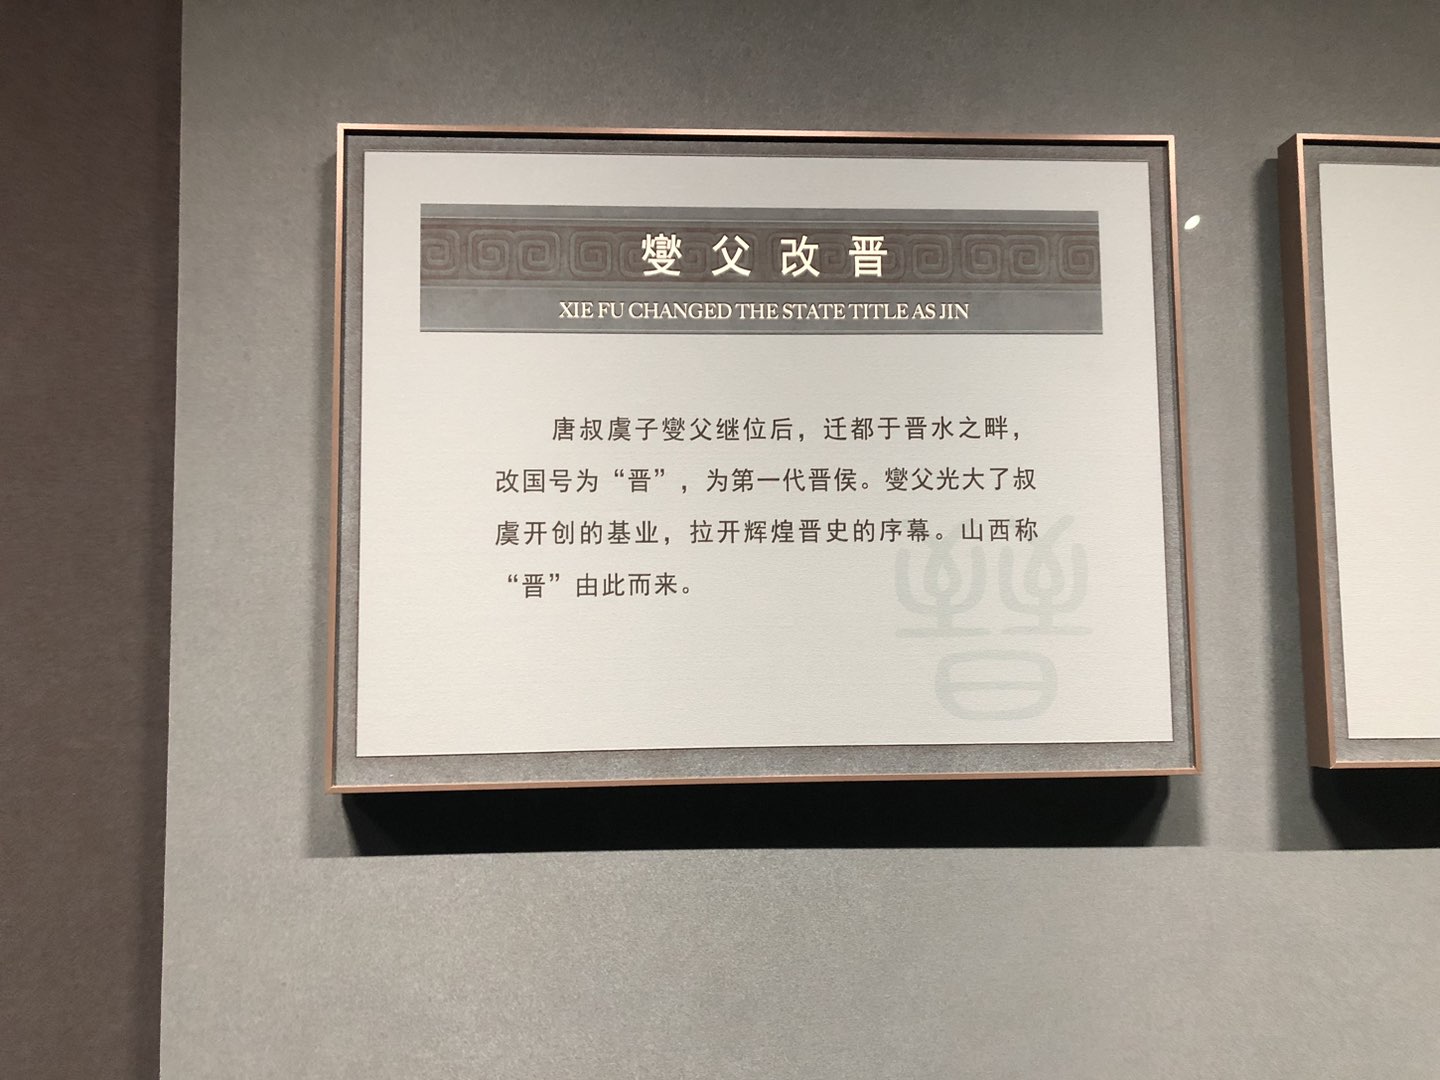 燮父改晋
XIE FU CHANGED THE STATE TITLE AS JIN
唐叔虞子燮父继位后，迁都于晋水之畔，
改国号为“晋”，为第一代晋侯。燮父光大了叔
虞开创的基业，拉开辉煌晋史的序幕。山西称
“晋”由此而来。